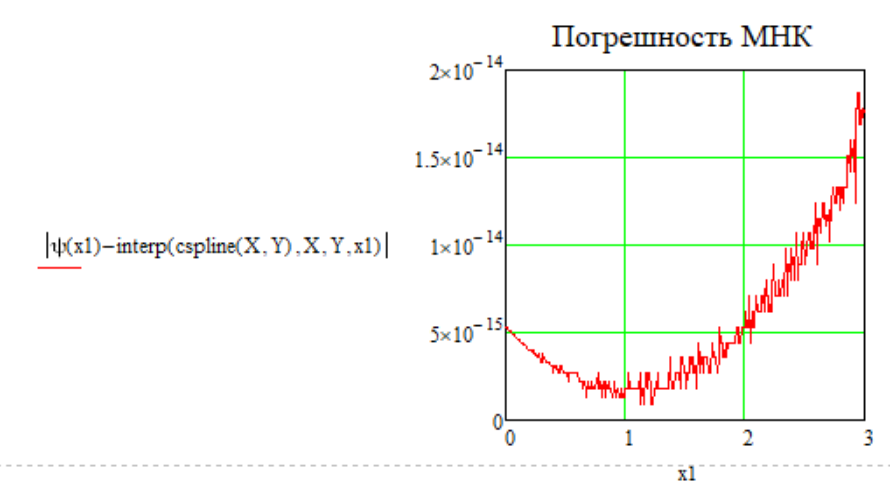 Погрешность МНК
2×10⁻¹⁴
1.5×10⁻¹⁴
1×10⁻¹⁴
5×10⁻¹⁵
0
|ψ(x1)−interp(cspline(X,Y),X,Y,x1)|
0 1 2 3
x1